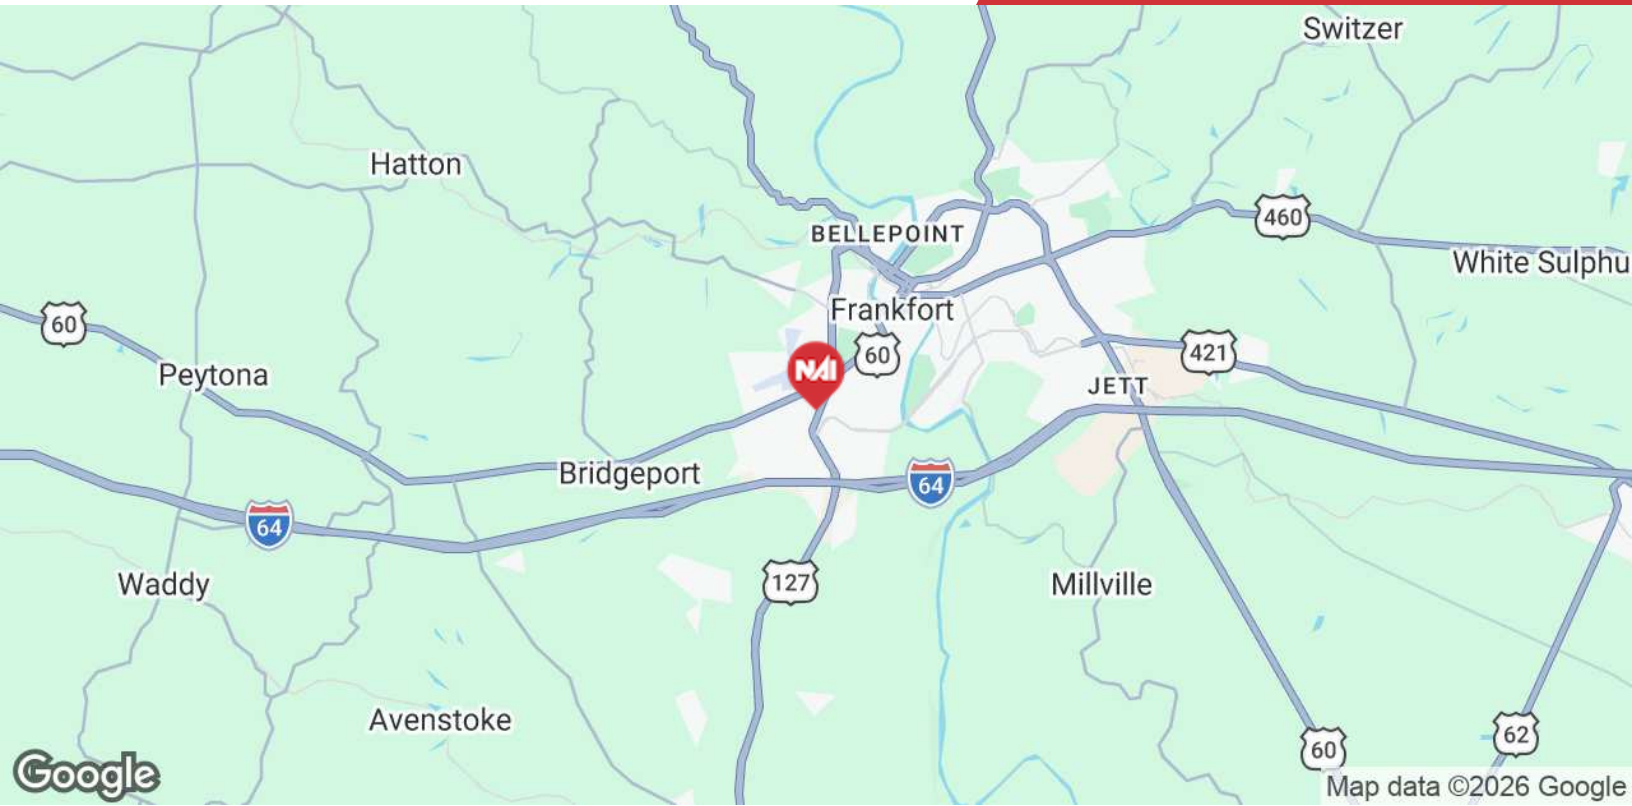 Switzer
Hatton
460
BELLEPOINT
White Sulphu
Frankfort
60
60
421
NAI
Peytona
JETT
Bridgeport
64
64
127
Waddy
Millville
Avenstoke
62
60
Google
Map data ©2026 Google